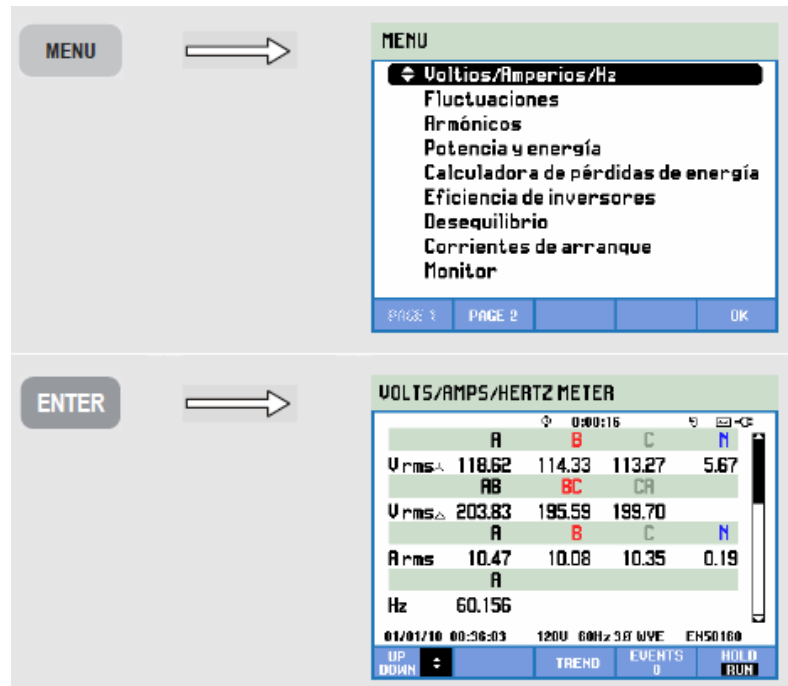 MENU
MENU
Voltios/Amperios/Hz
Fluctuaciones
Armónicos
Potencia y energía
Calculadora de pérdidas de energía
Eficiencia de inversores
Desequilibrio
Corrientes de arranque
Monitor
PAGE 1 PAGE 2 OK
ENTER
VOLTS/AMPS/HERTZ METER
0:00:16
A B C N
Vrms 118.62 114.33 113.27 5.67
AB BC CA
Vrms 203.83 195.59 199.70
A B C N
Arms 10.47 10.08 10.35 0.19
A
Hz 60.156
01/01/10 00:36:03 120V 60Hz 3Ø WYE EN50160
UP DOWN TREND EVENTS 0 HOLD RUN